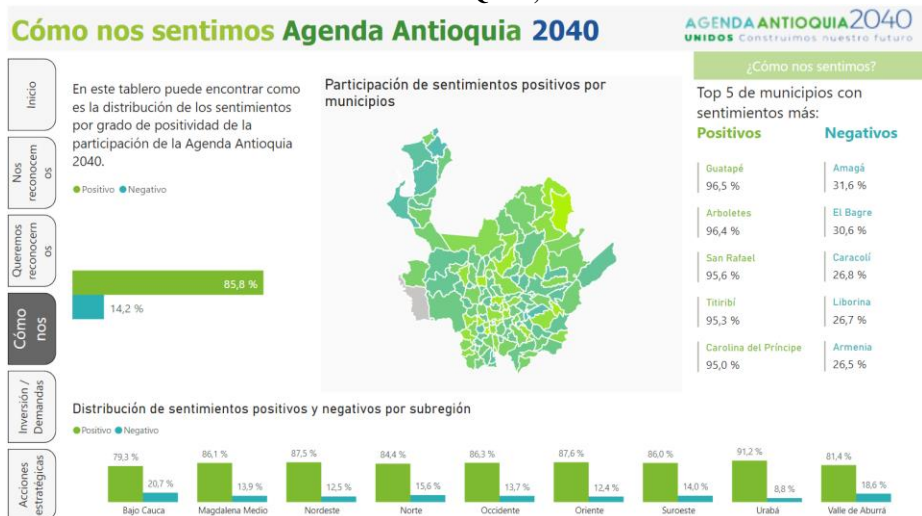 Cómo nos sentimos Agenda Antioquia 2040
AGENDA ANTIOQUIA 2040
UNIDOS Construimos nuestro futuro
Inicio
Nos
reconocem
os
Queremos
reconocern
os
Cómo
nos
Inversión /
Demandas
Acciones
estratégicas
En este tablero puede encontrar como
es la distribución de los sentimientos
por grado de positividad de la
participación de la Agenda Antioquia
2040.
Positivo Negativo
85,8 %
14,2 %
Participación de sentimientos positivos por
municipios
¿Cómo nos sentimos?
Top 5 de municipios con
sentimientos más:
Positivos Negativos
Guatapé Amagá
96,5 % 31,6 %
Arboletes El Bagre
96,4 % 30,6 %
San Rafael Caracolí
95,6 % 26,8 %
Titiribí Liborina
95,3 % 26,7 %
Carolina del Príncipe Armenia
95,0 % 26,5 %
Distribución de sentimientos positivos y negativos por subregión
Positivo Negativo
79,3 % 86,1 % 87,5 % 84,4 % 86,3 % 87,6 % 86,0 % 91,2 % 81,4 %
20,7 % 13,9 % 12,5 % 15,6 % 13,7 % 12,4 % 14,0 % 8,8 % 18,6 %
Bajo Cauca Magdalena Medio Nordeste Norte Occidente Oriente Suroeste Urabá Valle de Aburrá